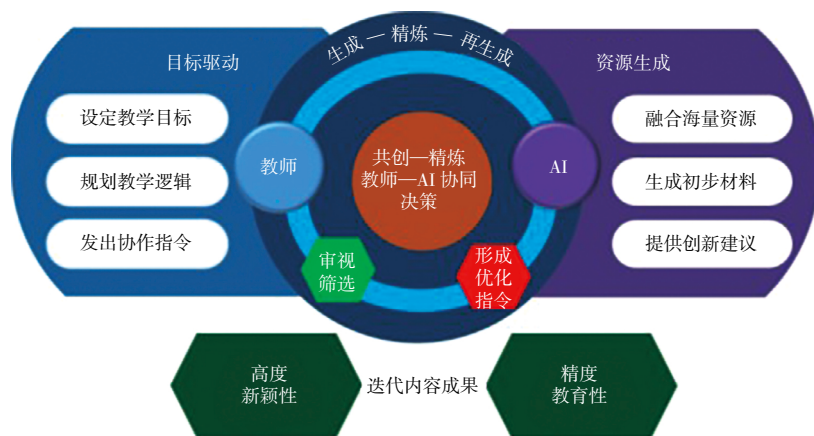 生成—精炼—再生成
目标驱动
资源生成
设定教学目标
规划教学逻辑
发出协作指令
教师
共创—精炼
教师—AI 协同
决策
AI
融合海量资源
生成初步材料
提供创新建议
审视
筛选
形成
优化
指令
高度
新颖性
迭代内容成果
精度
教育性